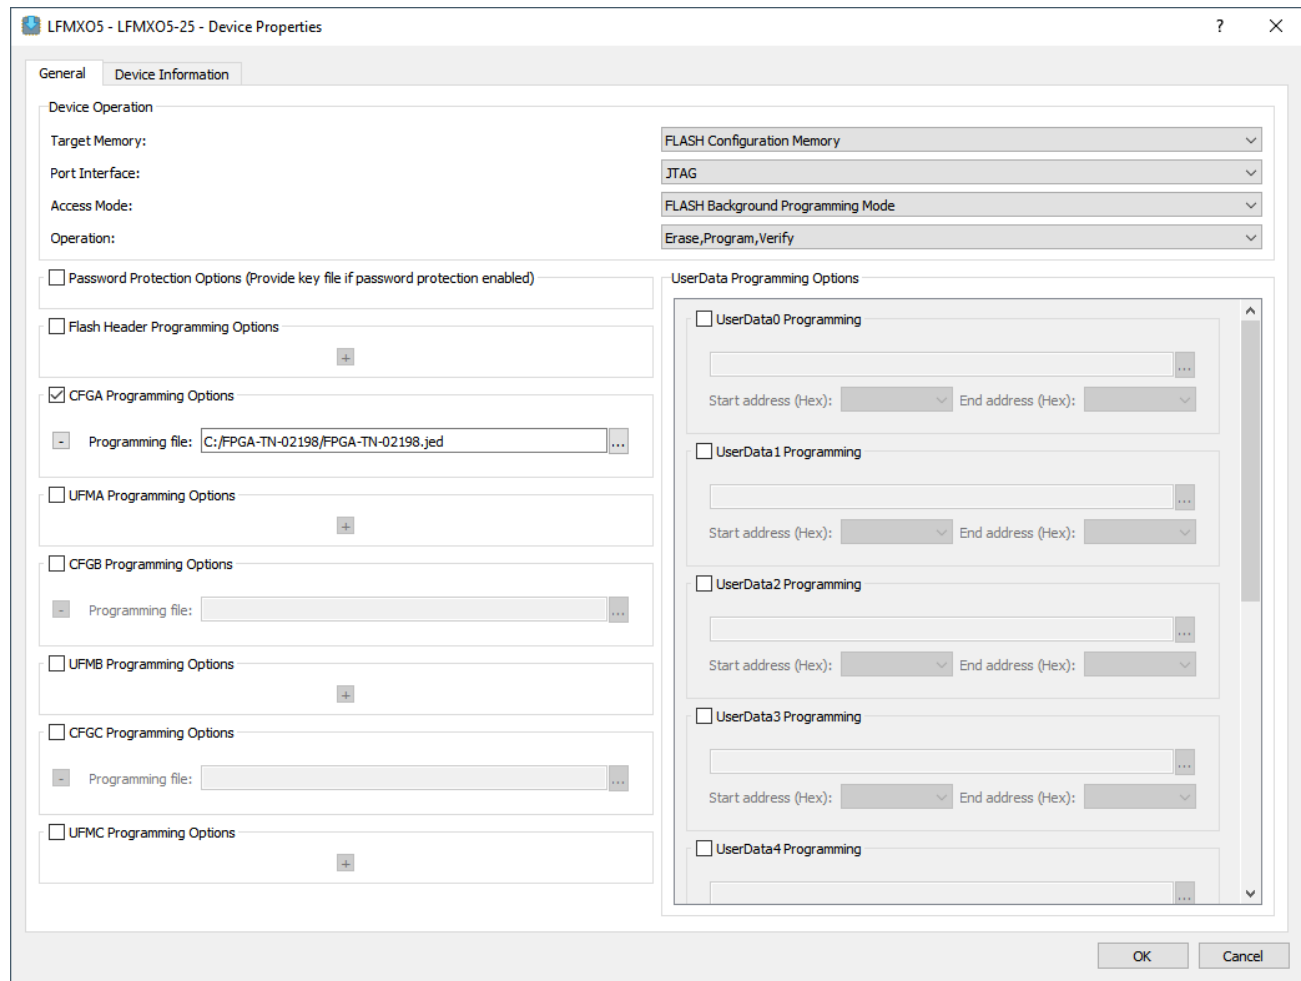 LFMXO5 - LFMXO5-25 - Device Properties
?
General
Device Information
Device Operation
Target Memory:
FLASH Configuration Memory
Port Interface:
JTAG
Access Mode:
FLASH Background Programming Mode
Operation:
Erase,Program,Verify
Password Protection Options (Provide key file if password protection enabled)
Flash Header Programming Options
+
CFGA Programming Options
-
Programming file:
C:/FPGA-TN-02198/FPGA-TN-02198.jed
...
UFMA Programming Options
+
CFGB Programming Options
-
Programming file:
...
UFMB Programming Options
+
CFGC Programming Options
-
Programming file:
...
UFMC Programming Options
+
UserData Programming Options
UserData0 Programming
...
Start address (Hex):
End address (Hex):
UserData1 Programming
...
Start address (Hex):
End address (Hex):
UserData2 Programming
...
Start address (Hex):
End address (Hex):
UserData3 Programming
...
Start address (Hex):
End address (Hex):
UserData4 Programming
...
OK
Cancel